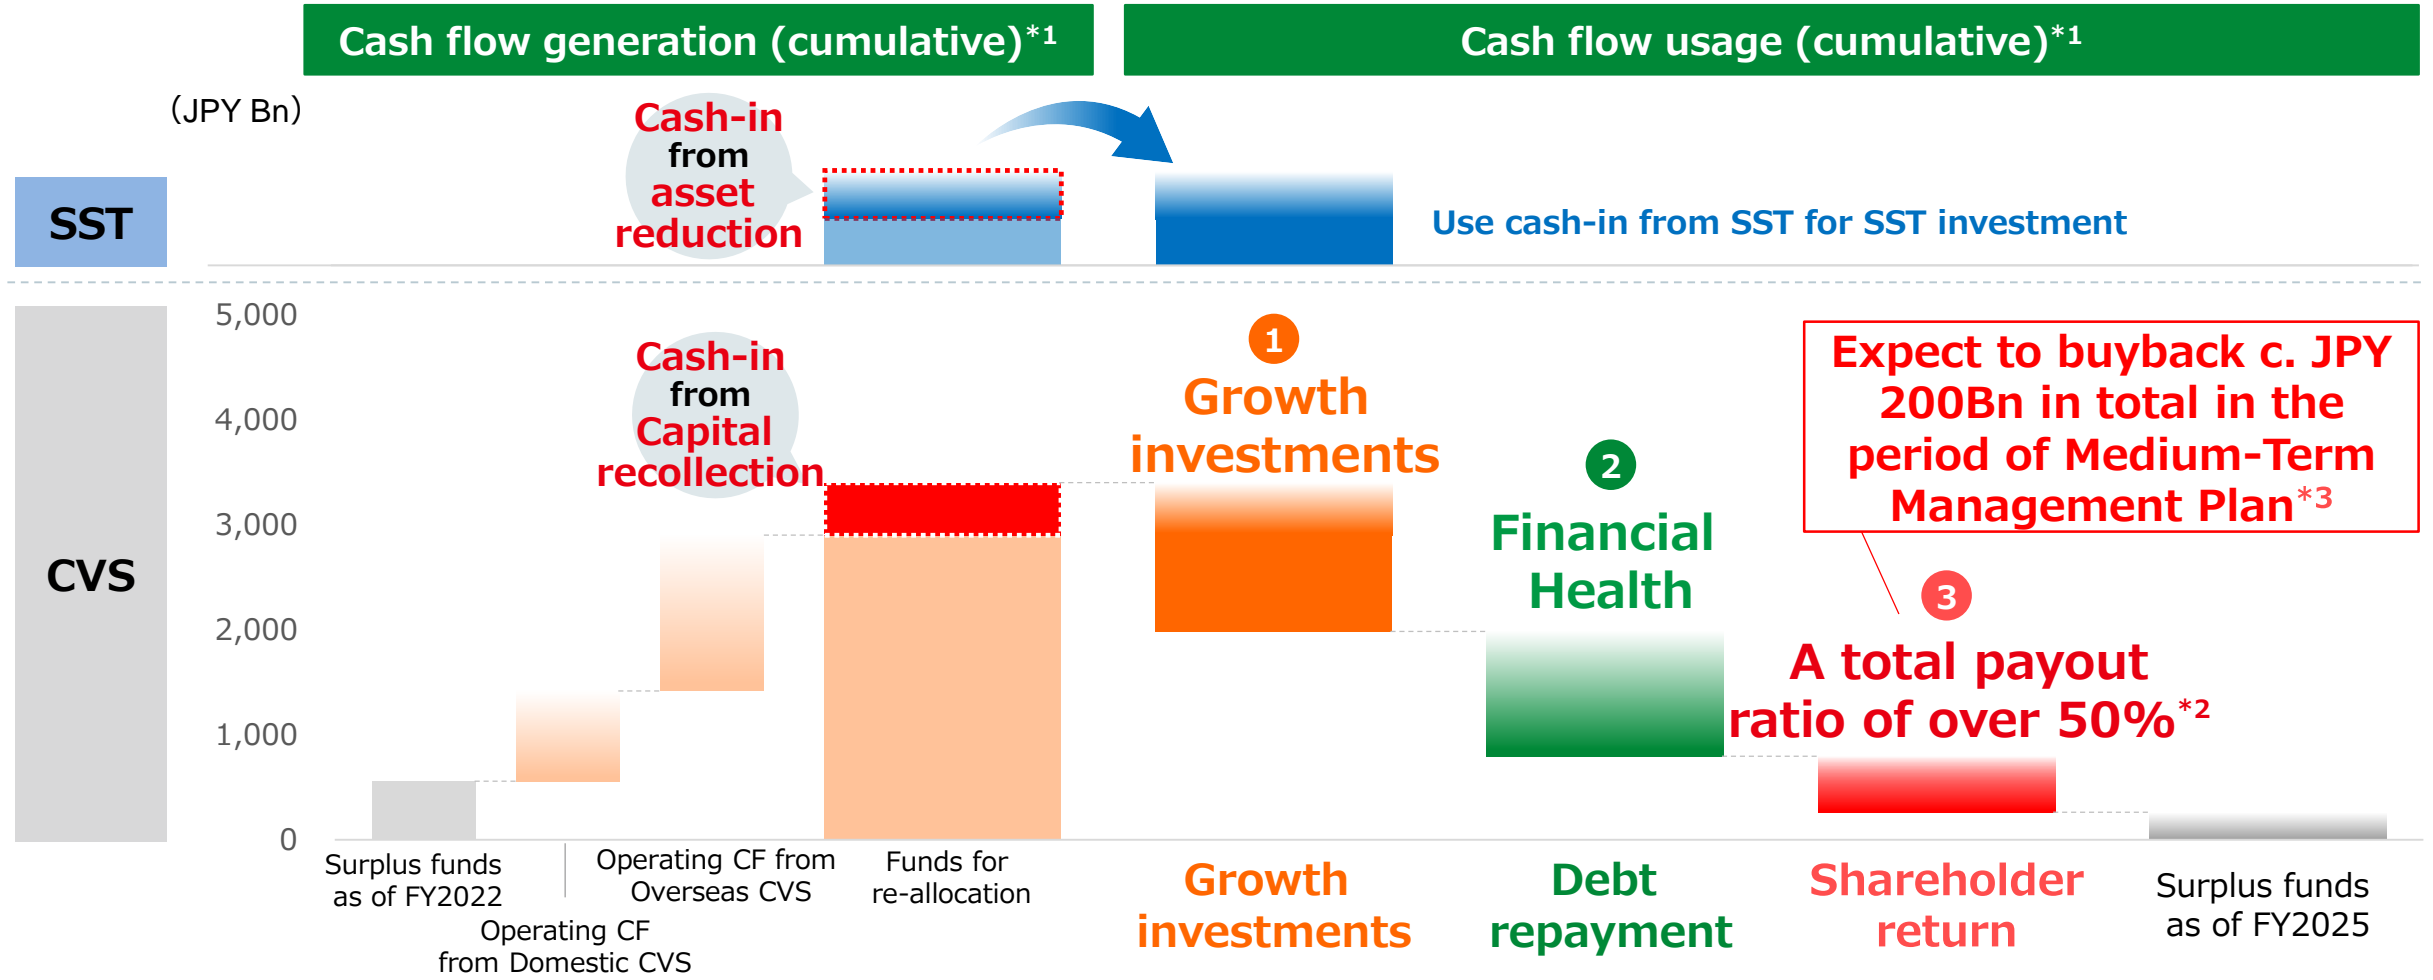 Cash flow generation (cumulative)*1
Cash flow usage (cumulative)*1
(JPY Bn)
Cash-in
from
asset
reduction
SST
Use cash-in from SST for SST investment
CVS
5,000
4,000
3,000
2,000
1,000
0
Cash-in
from
Capital
recollection
1
Growth
investments
2
Financial
Health
Expect to buyback c. JPY
200Bn in total in the
period of Medium-Term
Management Plan*3
3
A total payout
ratio of over 50%*2
Surplus funds
as of FY2022
Operating CF
from Domestic CVS
Operating CF from
Overseas CVS
Funds for
re-allocation
Growth
investments
Debt
repayment
Shareholder
return
Surplus funds
as of FY2025